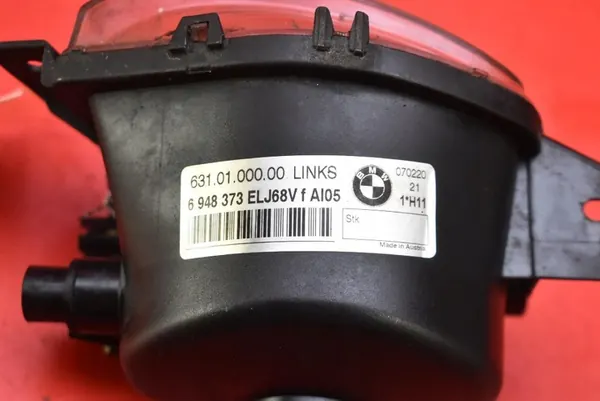 631.01.000.00 LINKS
6 948 373 ELJ68V f AI05
BMW
070220
21
1*H11
Stk
Made in Austria